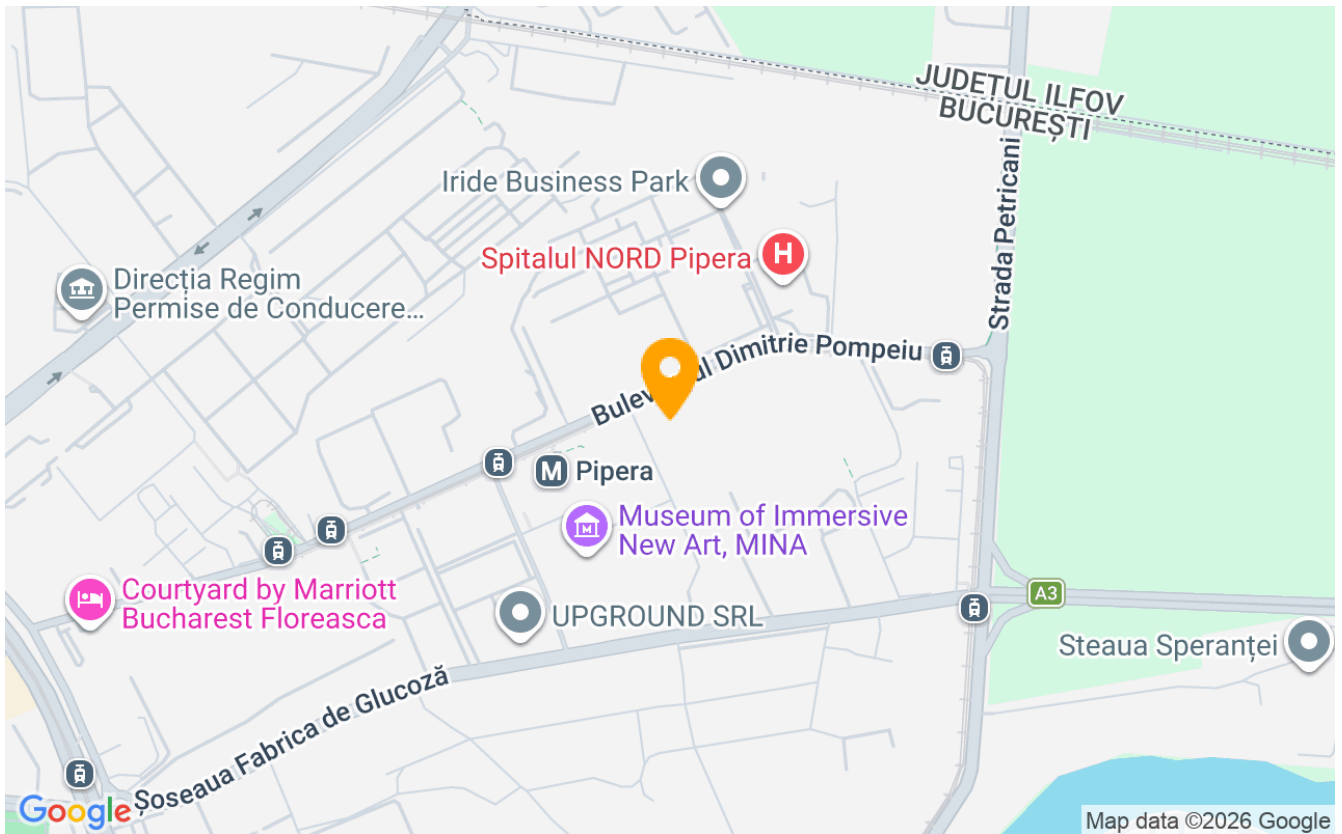 JUDEȚUL ILFOV
BUCUREȘTI
Strada Petricani
Iride Business Park
Spitalul NORD Pipera
H
Direcția Regim
Permise de Conducere...
Bulevardul Dimitrie Pompeiu
M Pipera
Museum of Immersive
New Art, MINA
Courtyard by Marriott
Bucharest Floreasca
UPGROUND SRL
A3
Steaua Speranței
Șoseaua Fabrica de Glucoză
Google
Map data ©2026 Google